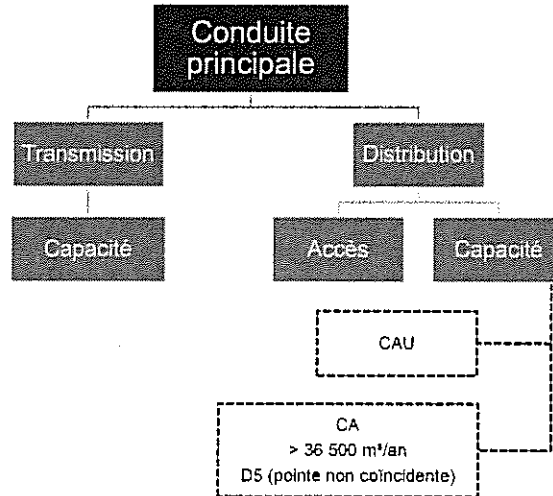 Conduite
principale
Transmission
Distribution
Capacité
Accès
Capacité
CAU
CA
> 36 500 m³/an
D5 (pointe non coïncidente)